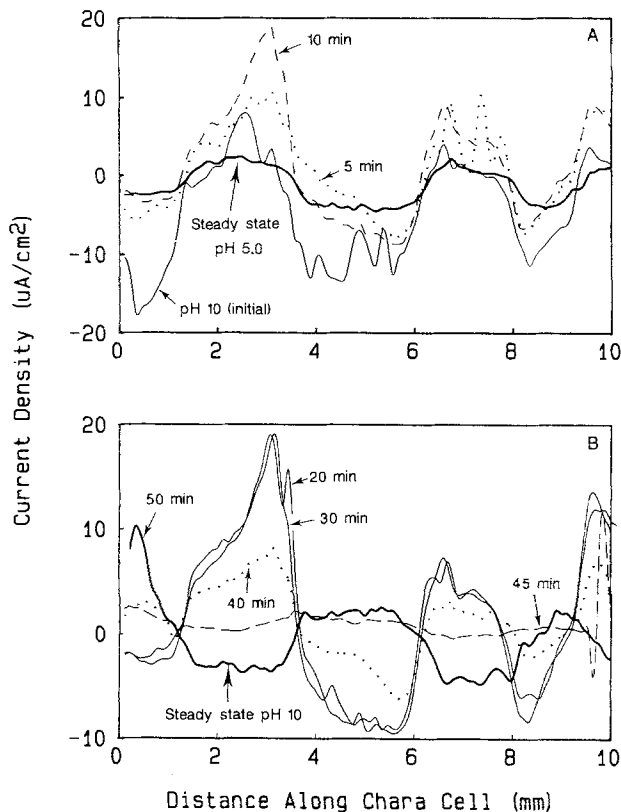 A
20
10
0
-10
-20
10 min
5 min
Steady state
pH 5.0
pH 10 (initial)
0 2 4 6 8 10
Current Density (uA/cm2)
B
20
10
0
-10
50 min
20 min
30 min
40 min
45 min
Steady state pH 10
0 2 4 6 8 10
Distance Along Chara Cell (mm)